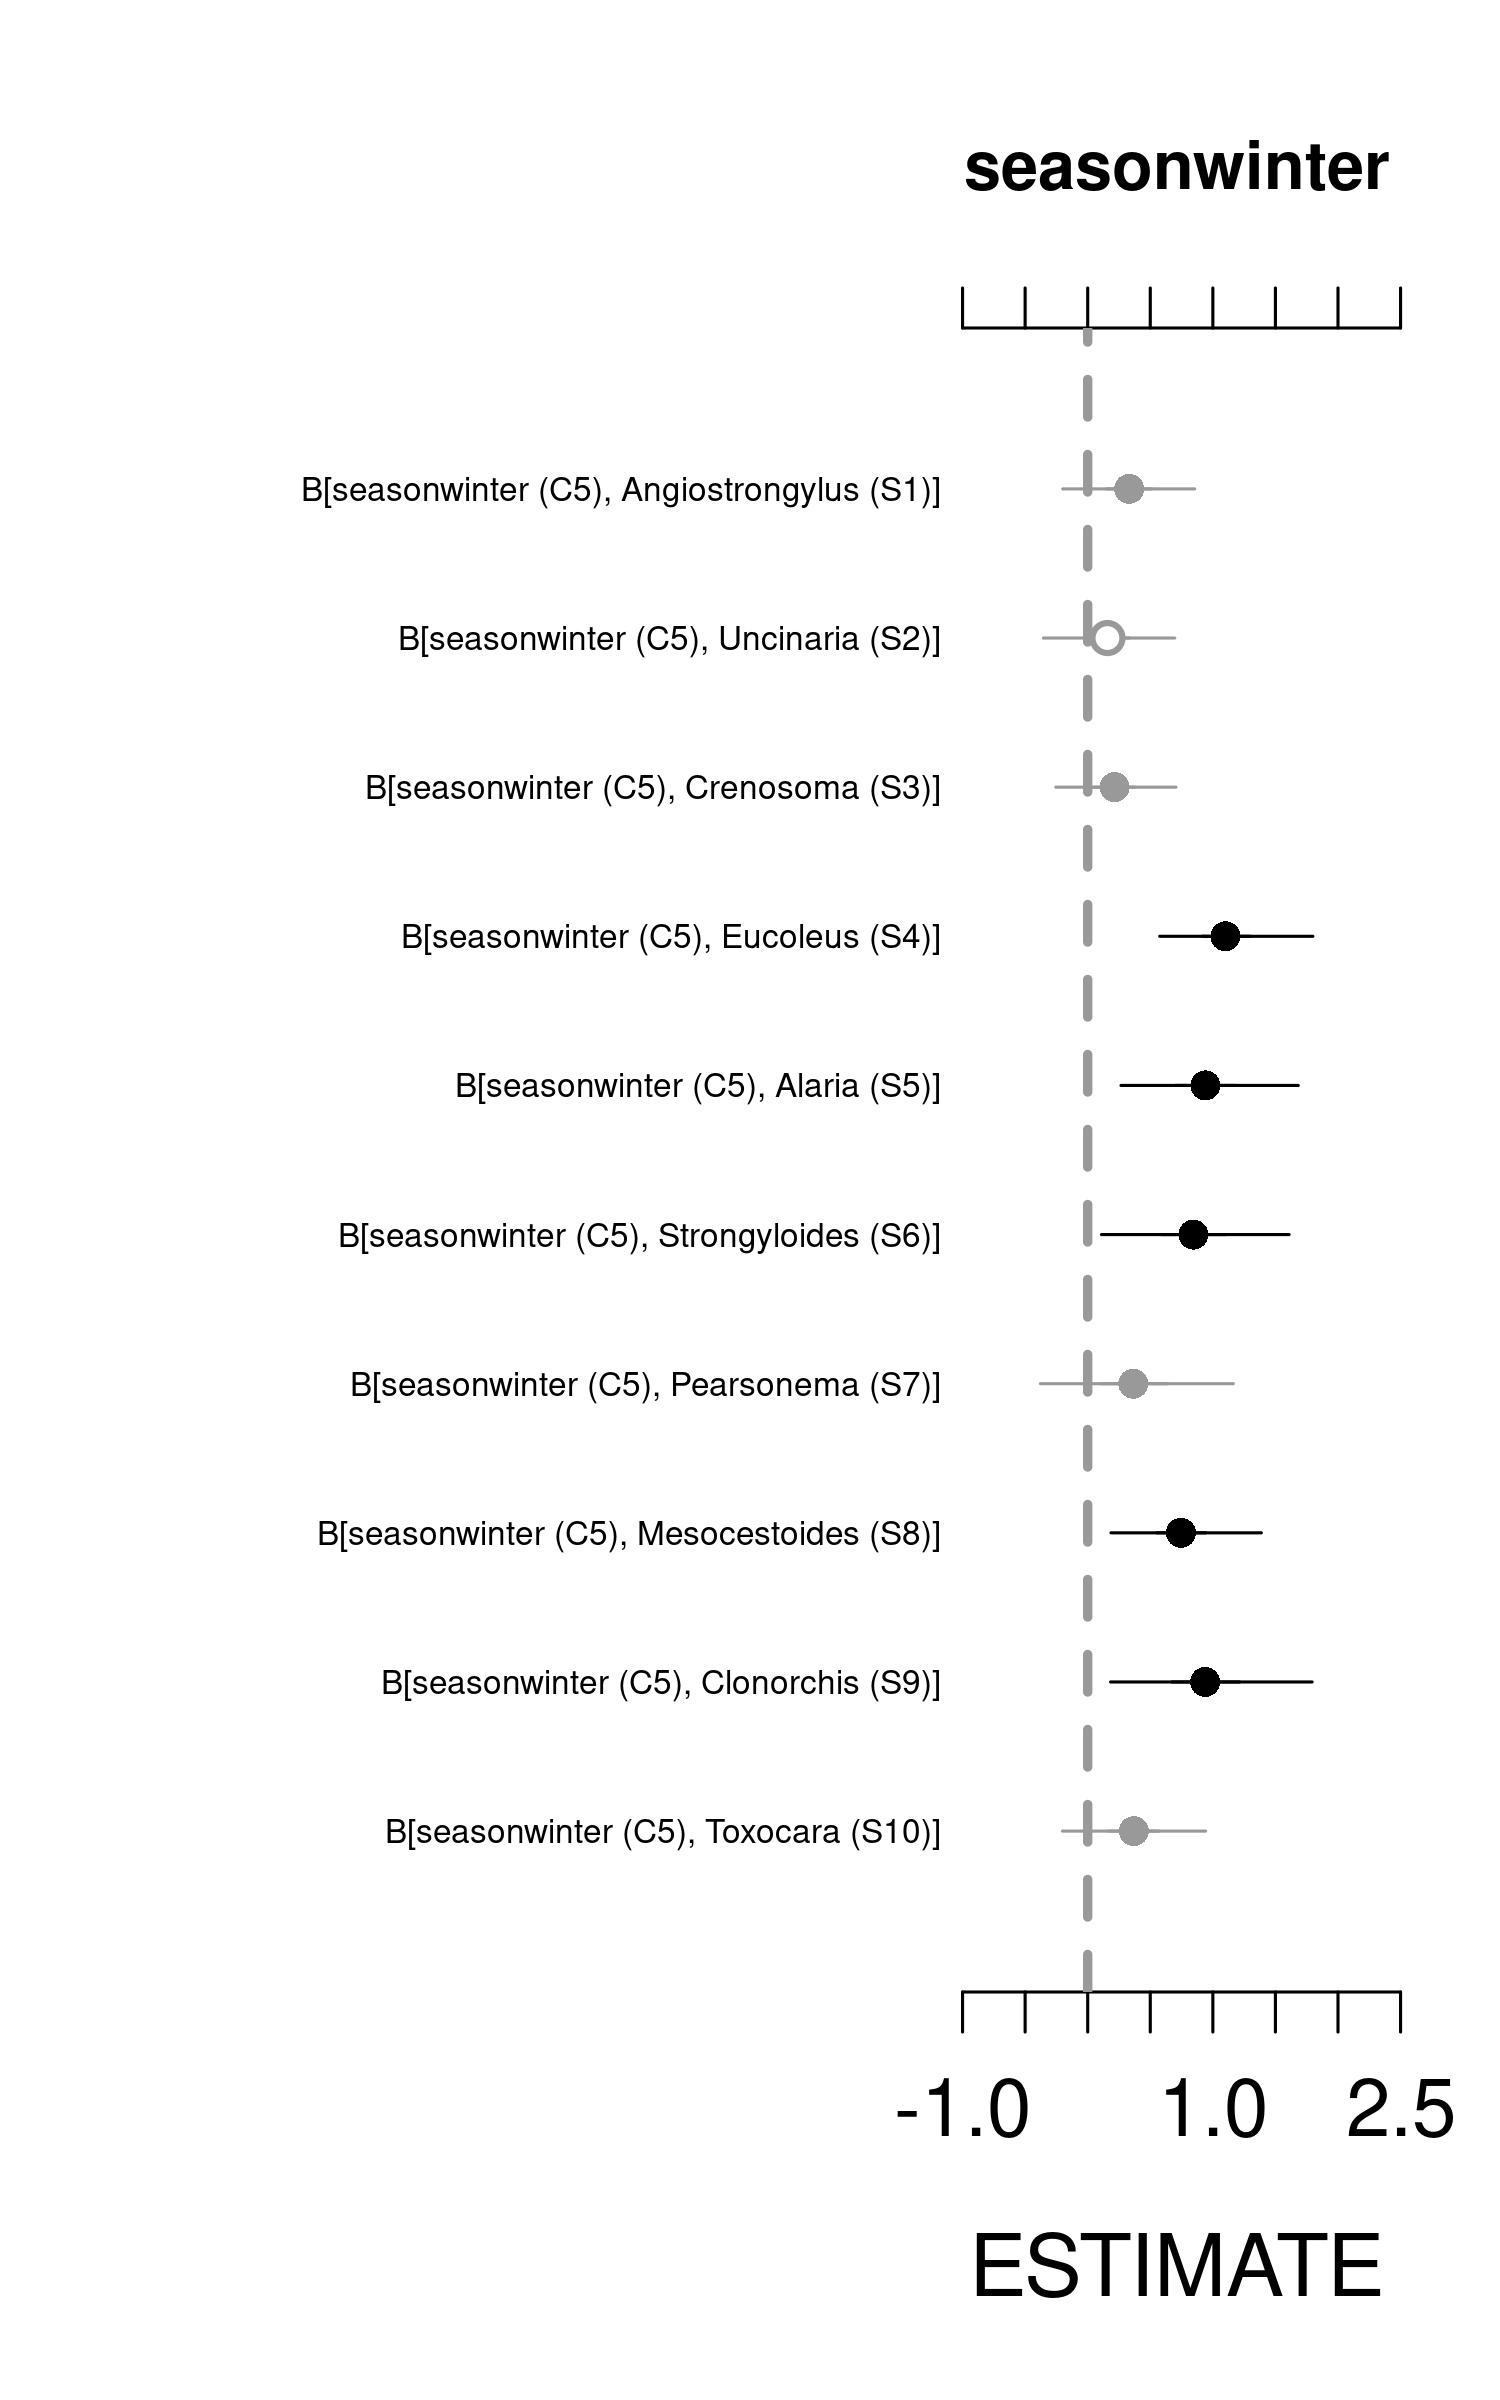 seasonwinter
B[seasonwinter (C5), Angiostrongylus (S1)]
B[seasonwinter (C5), Uncinaria (S2)]
B[seasonwinter (C5), Crenosoma (S3)]
B[seasonwinter (C5), Eucoleus (S4)]
B[seasonwinter (C5), Alaria (S5)]
B[seasonwinter (C5), Strongyloides (S6)]
B[seasonwinter (C5), Pearsonema (S7)]
B[seasonwinter (C5), Mesocestoides (S8)]
B[seasonwinter (C5), Clonorchis (S9)]
B[seasonwinter (C5), Toxocara (S10)]
-1.0 1.0 2.5
ESTIMATE